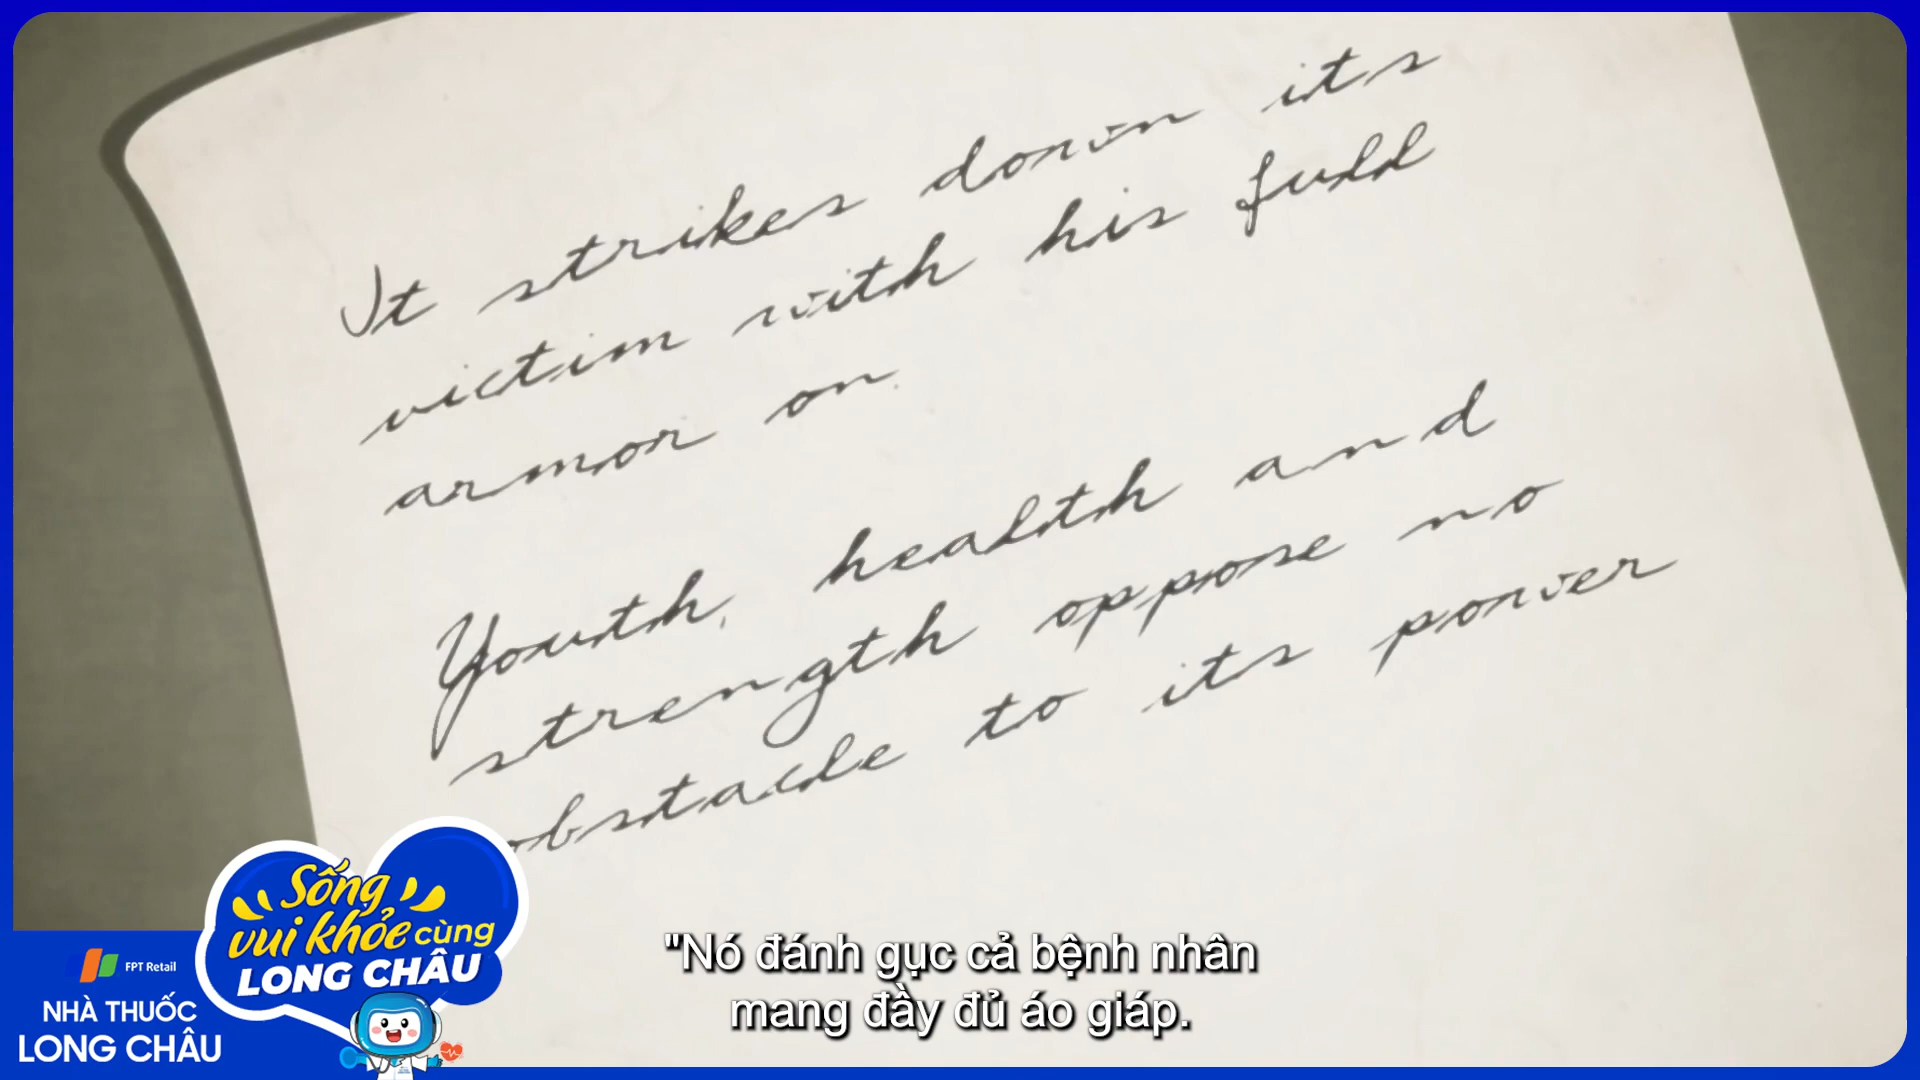 It strikes down its
victim with his full
armor on.
Youth, health and
strength oppose no
obstacle to its power
Sống
vui khỏe cùng
LONG CHÂU
FPT Retail
NHÀ THUỐC
LONG CHÂU
"Nó đánh gục cả bệnh nhân
mang đầy đủ áo giáp.